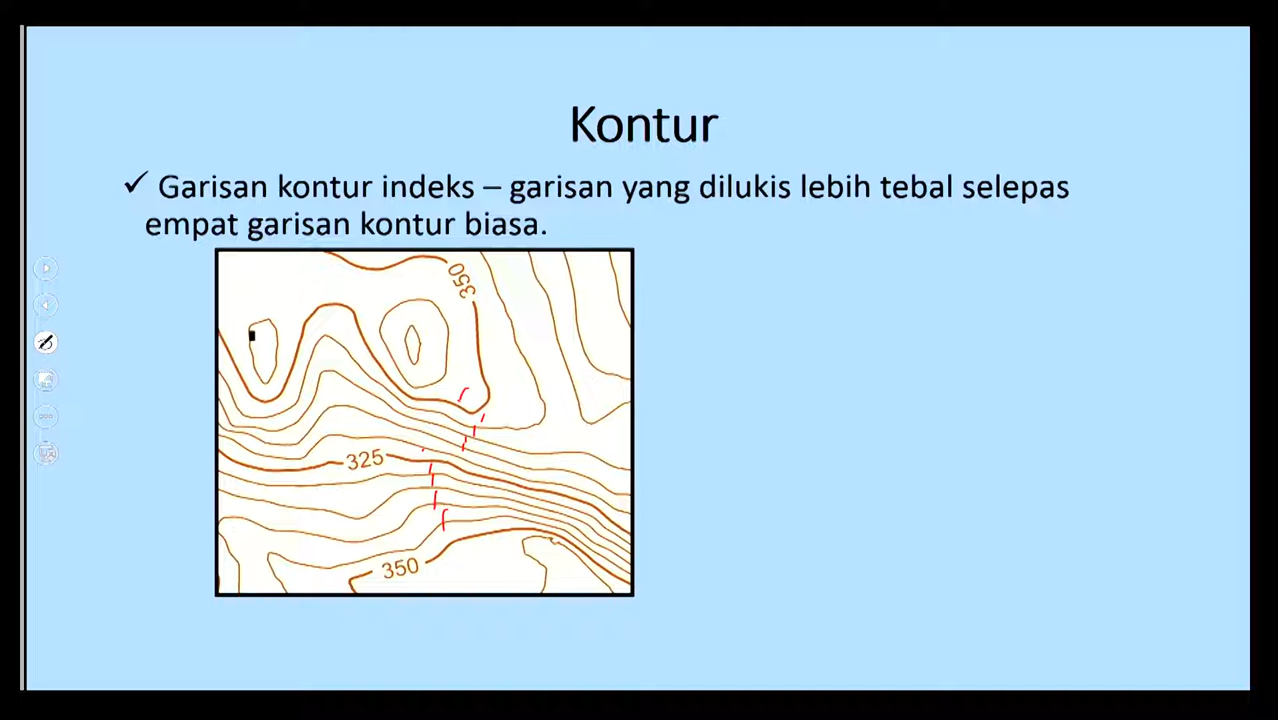 Kontur
✓ Garisan kontur indeks – garisan yang dilukis lebih tebal selepas
empat garisan kontur biasa.
350
325
350